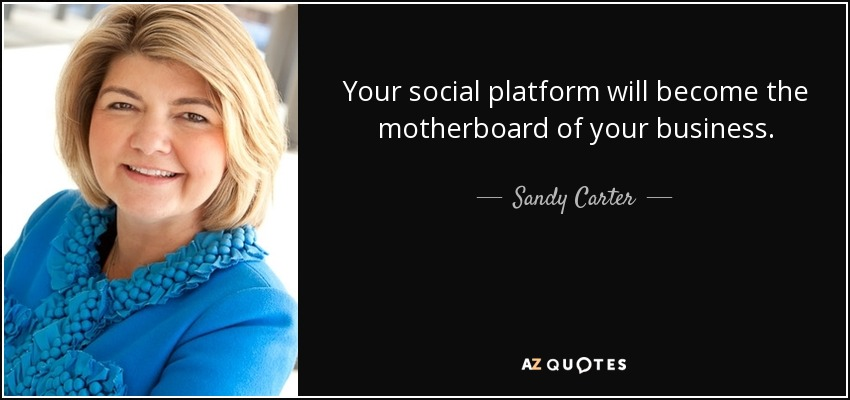 Your social platform will become the
motherboard of your business.
Sandy Carter
AZ QUOTES